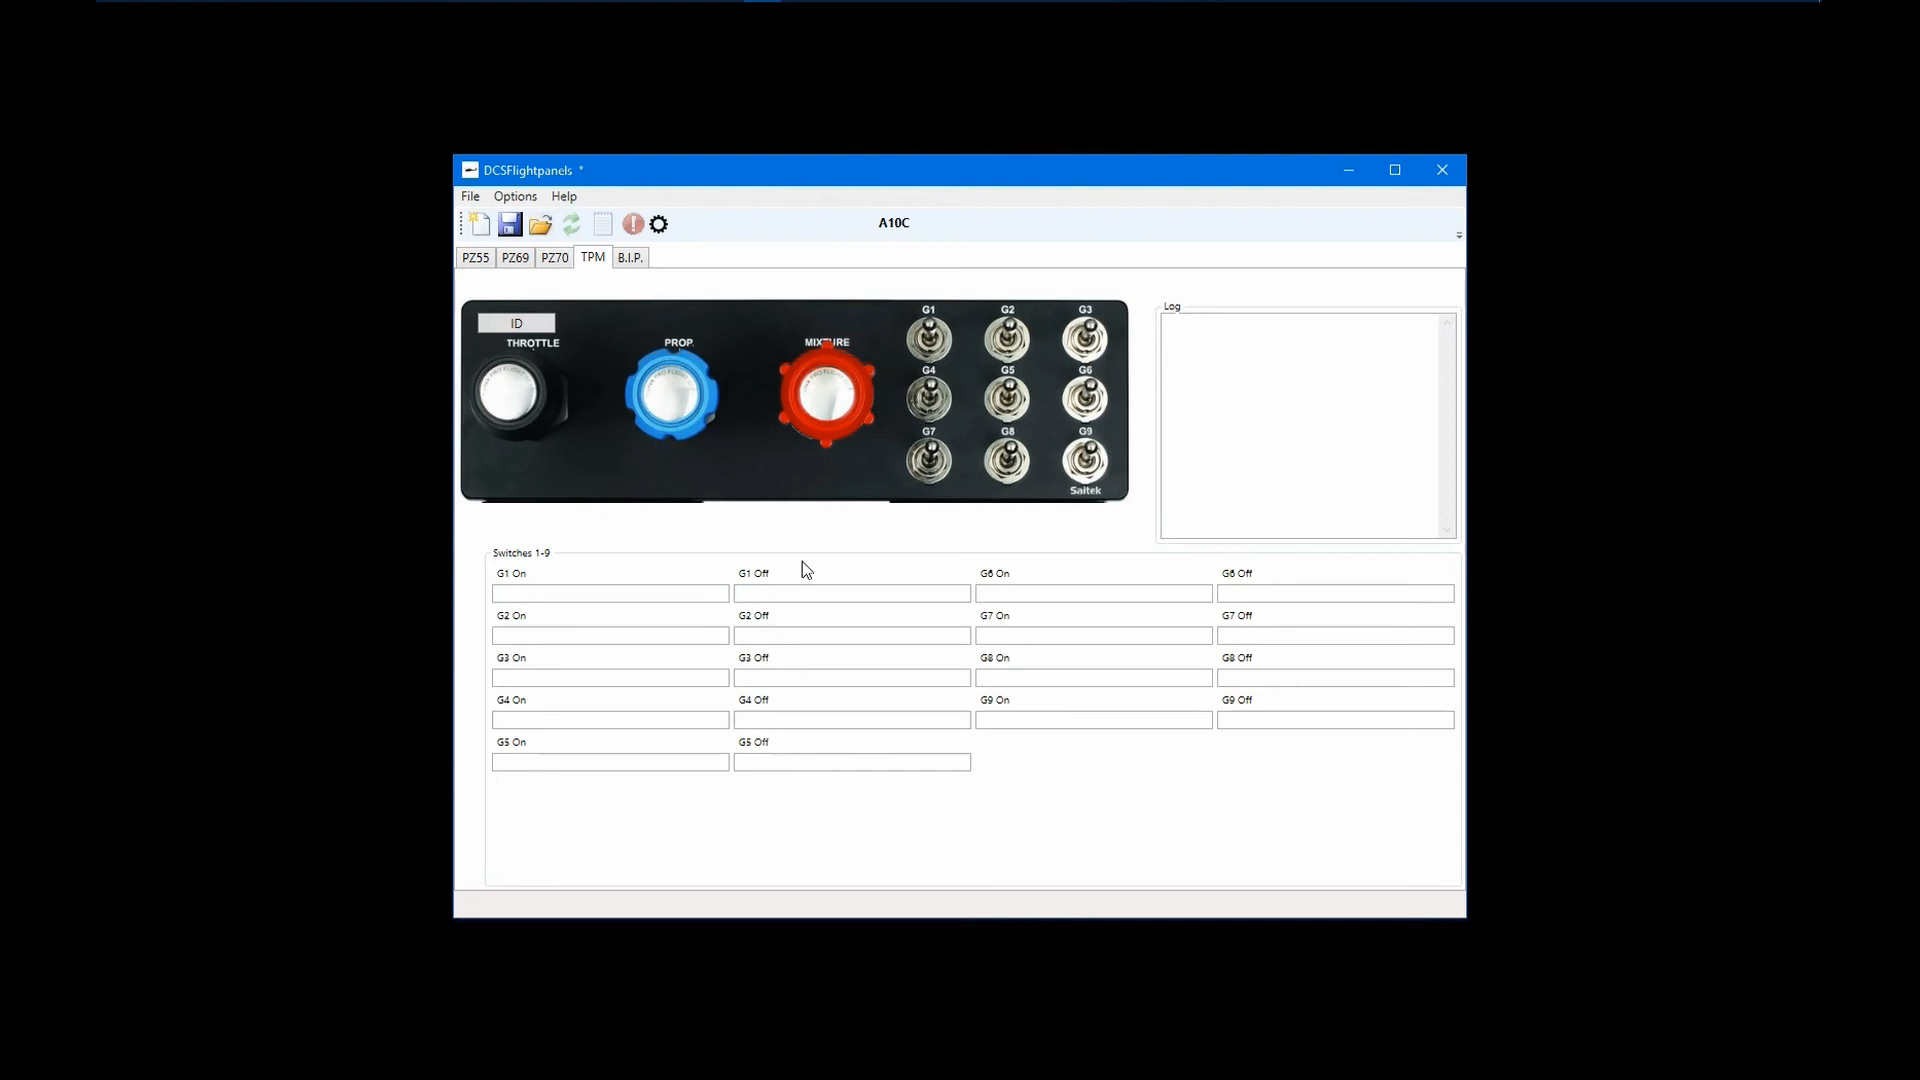 DCSFlightpanels *
File Options Help
A10C
PZ55 PZ69 PZ70 TPM B.I.P.
ID
THROTTLE
PROP.
MIXTURE
G1 G2 G3
G4 G5 G6
G7 G8 G9
Saitek
Log
Switches 1-9
G1 On G1 Off G6 On G6 Off
G2 On G2 Off G7 On G7 Off
G3 On G3 Off G8 On G8 Off
G4 On G4 Off G9 On G9 Off
G5 On G5 Off